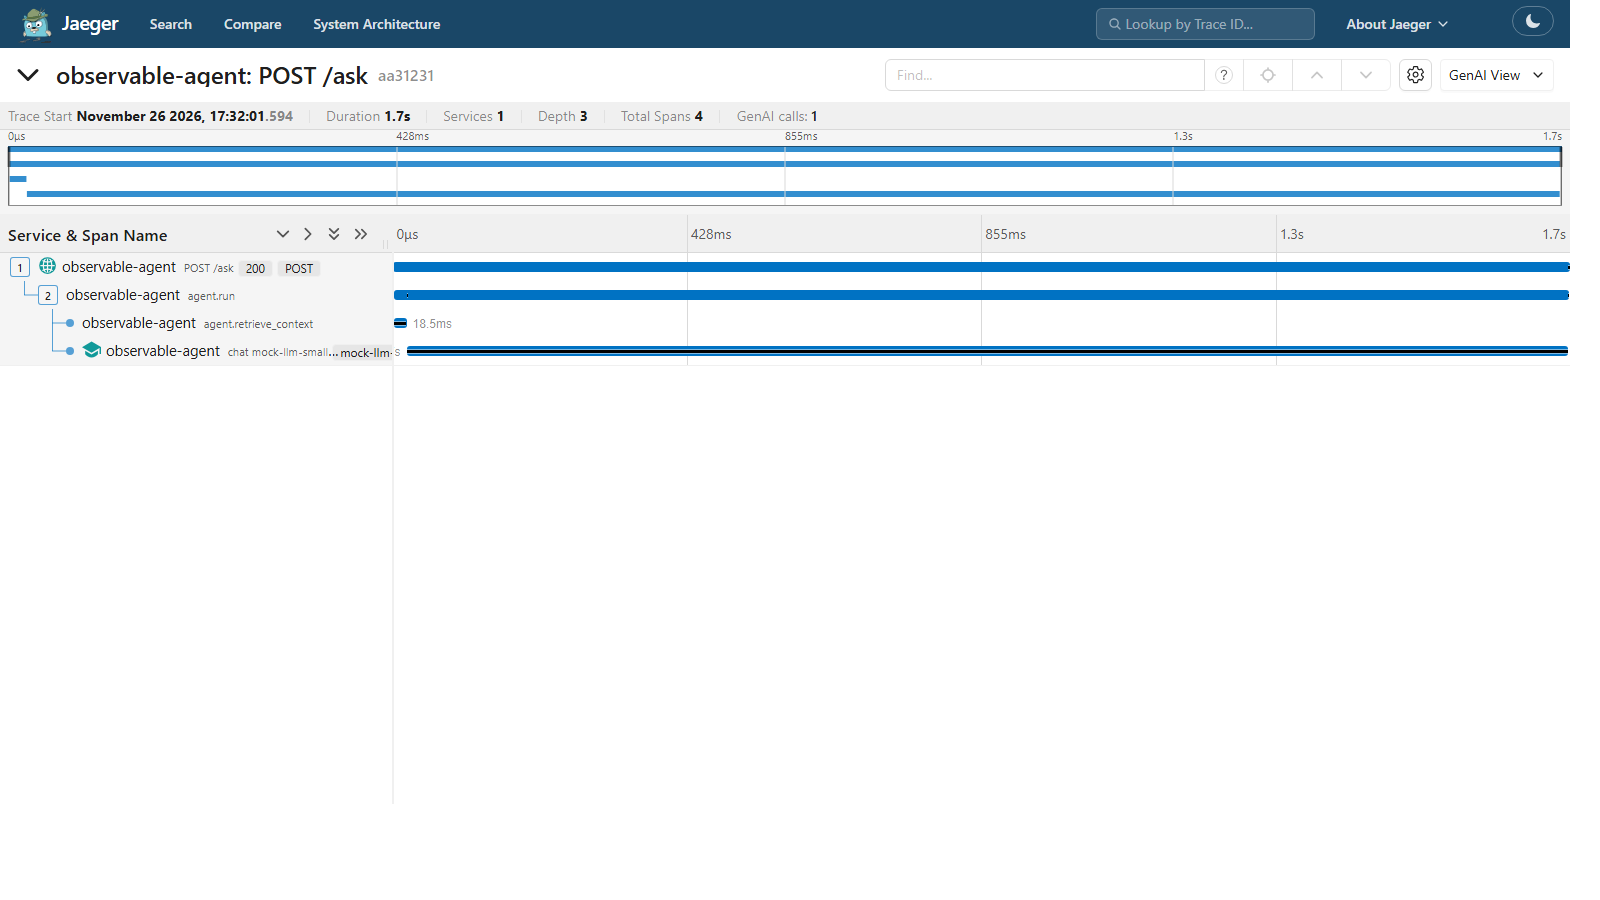 Jaeger Search Compare System Architecture Lookup by Trace ID... About Jaeger
observable-agent: POST /ask aa31231 Find... ? GenAI View
Trace Start November 26 2026, 17:32:01.594 Duration 1.7s Services 1 Depth 3 Total Spans 4 GenAI calls: 1
0μs 428ms 855ms 1.3s 1.7s
Service & Span Name 0μs 428ms 855ms 1.3s 1.7s
1 observable-agent POST /ask 200 POST
2 observable-agent agent.run
observable-agent agent.retrieve_context 18.5ms
observable-agent chat mock-llm-small... mock-llm- s